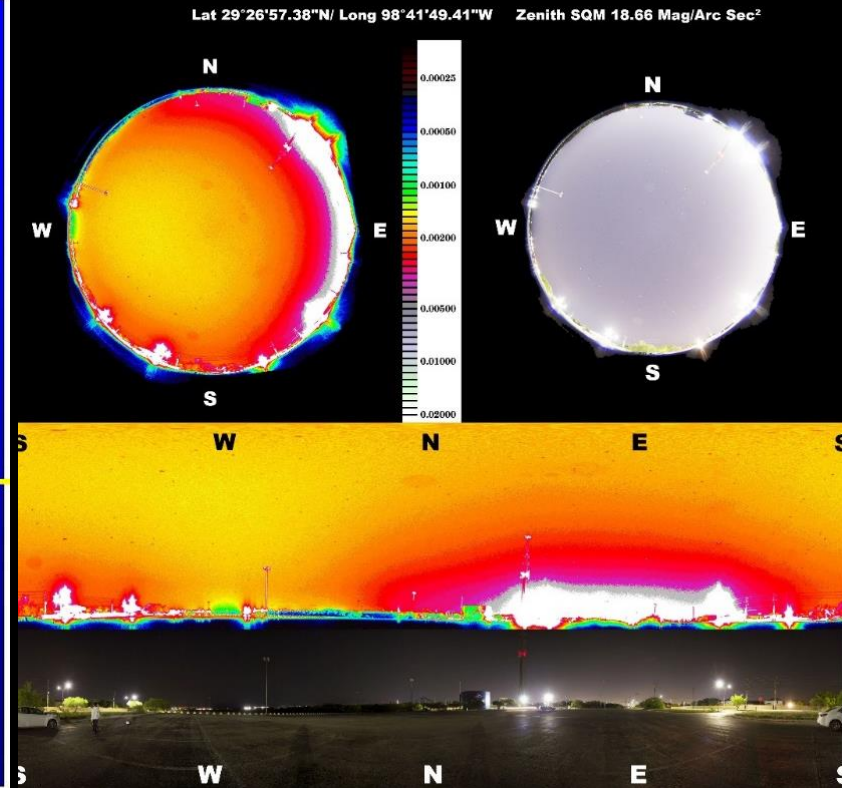 Lat 29°26'57.38"N/ Long 98°41'49.41"W Zenith SQM 18.66 Mag/Arc Sec²
N
W
E
S
0.00025
0.00050
0.00100
0.00200
0.00500
0.01000
0.02000
N
W
E
S
S W N E S
S W N E S